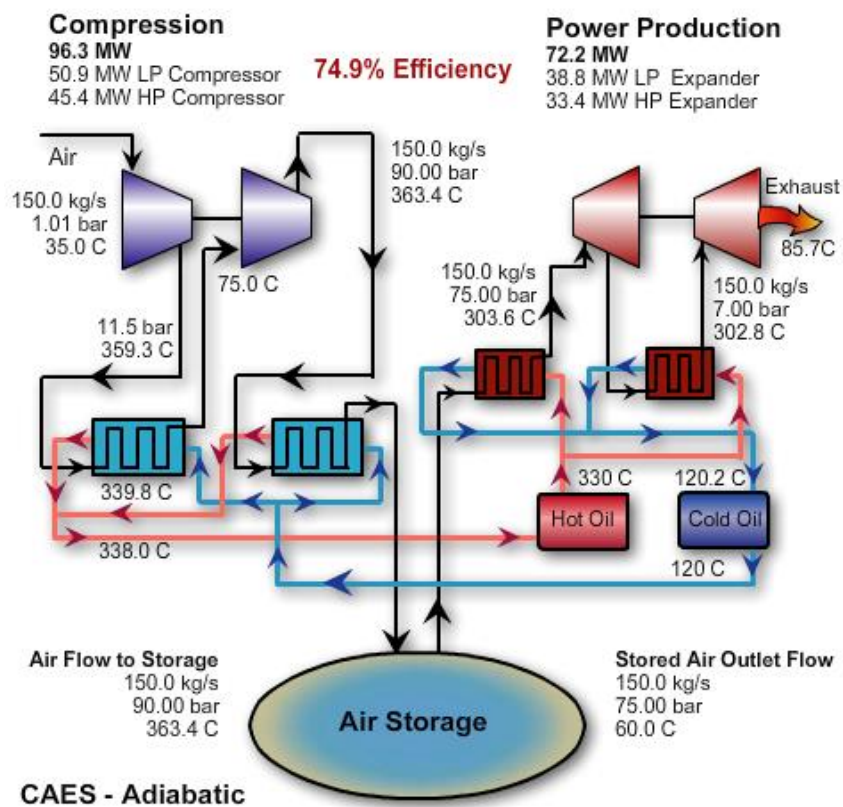 Compression
96.3 MW
50.9 MW LP Compressor
45.4 MW HP Compressor
74.9% Efficiency
Power Production
72.2 MW
38.8 MW LP Expander
33.4 MW HP Expander
Air
150.0 kg/s
1.01 bar
35.0 C
75.0 C
150.0 kg/s
90.00 bar
363.4 C
Exhaust
85.7C
150.0 kg/s
75.00 bar
303.6 C
150.0 kg/s
7.00 bar
302.8 C
11.5 bar
359.3 C
339.8 C
338.0 C
330 C
120.2 C
Hot Oil
Cold Oil
120 C
Air Flow to Storage
150.0 kg/s
90.00 bar
363.4 C
Air Storage
Stored Air Outlet Flow
150.0 kg/s
75.00 bar
60.0 C
CAES - Adiabatic